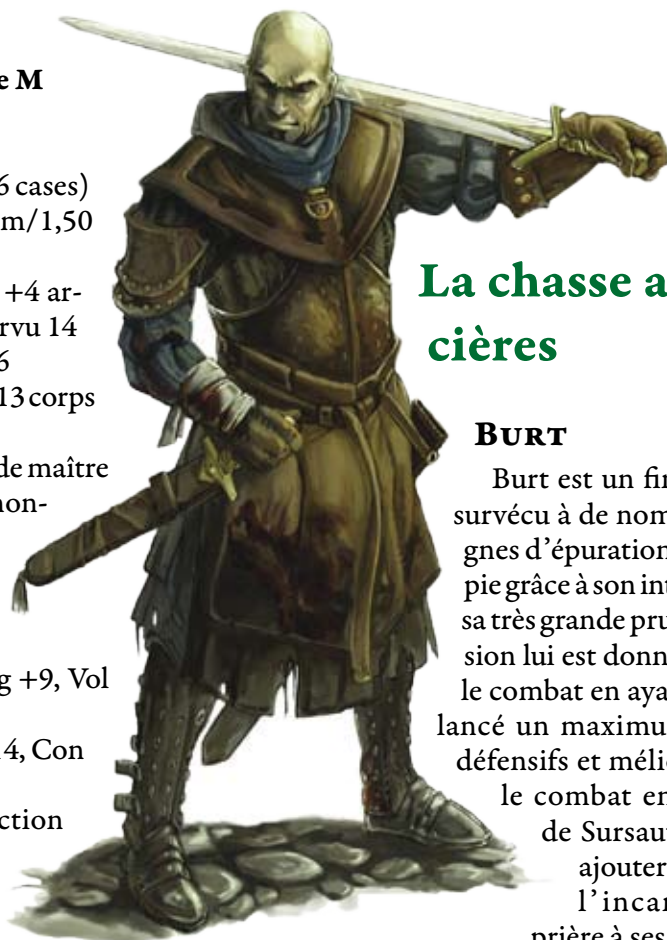 e M
6 cases)
m/1,50
+4 ar-
rvu 14
6
13 corps
de maître
non-
g +9, Vol
4, Con
ction
La chasse a
cières
BURT
Burt est un fin
survécu à de nom
gnes d'épuration
pie grâce à son int
sa très grande pru
sion lui est donn
le combat en aya
lancé un maximu
défensifs et mélio
le combat en
de Sursau
ajouter
l'incar
prière à ses